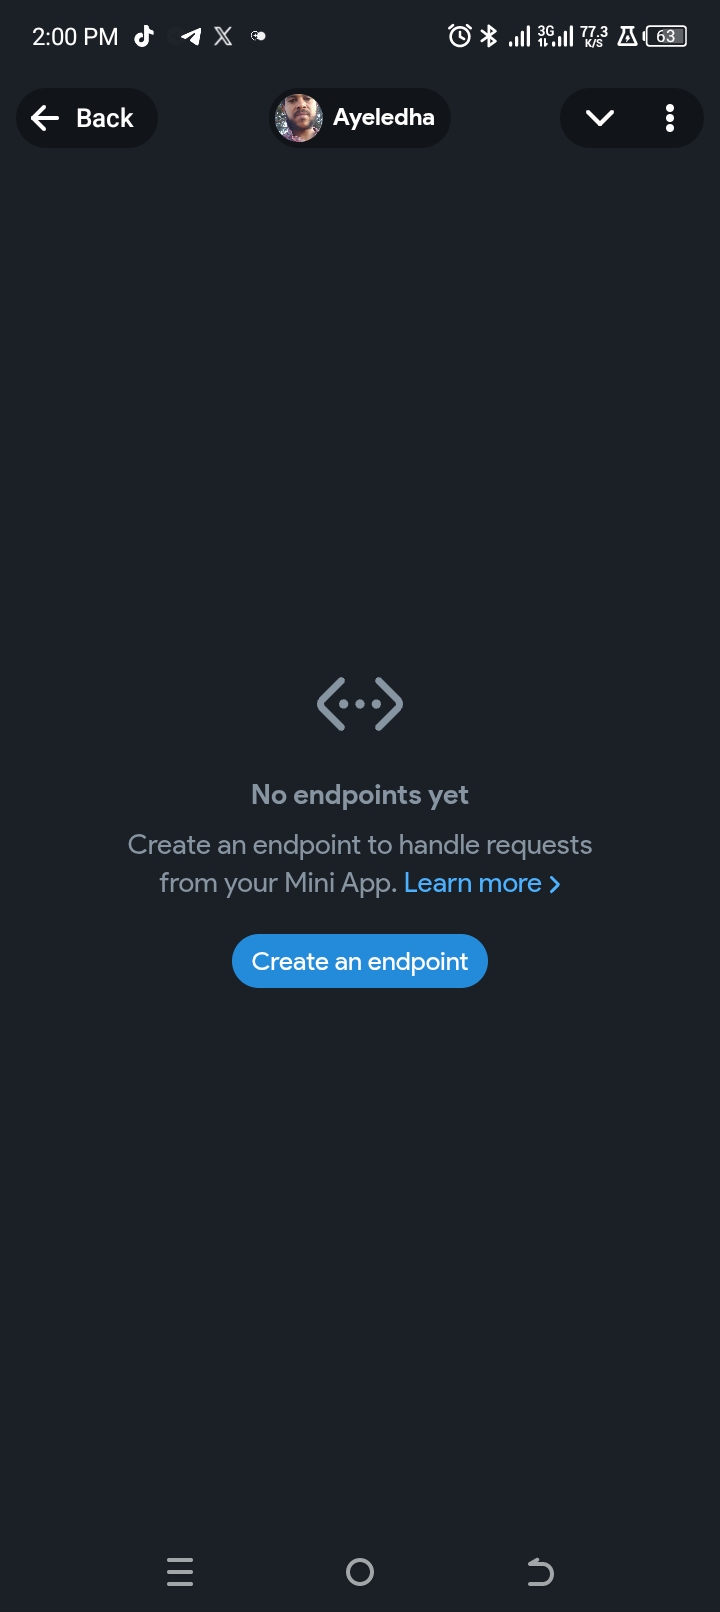 2:00 PM
3G
77.3
K/S
63
Back
Ayeledha
No endpoints yet
Create an endpoint to handle requests
from your Mini App. Learn more >
Create an endpoint